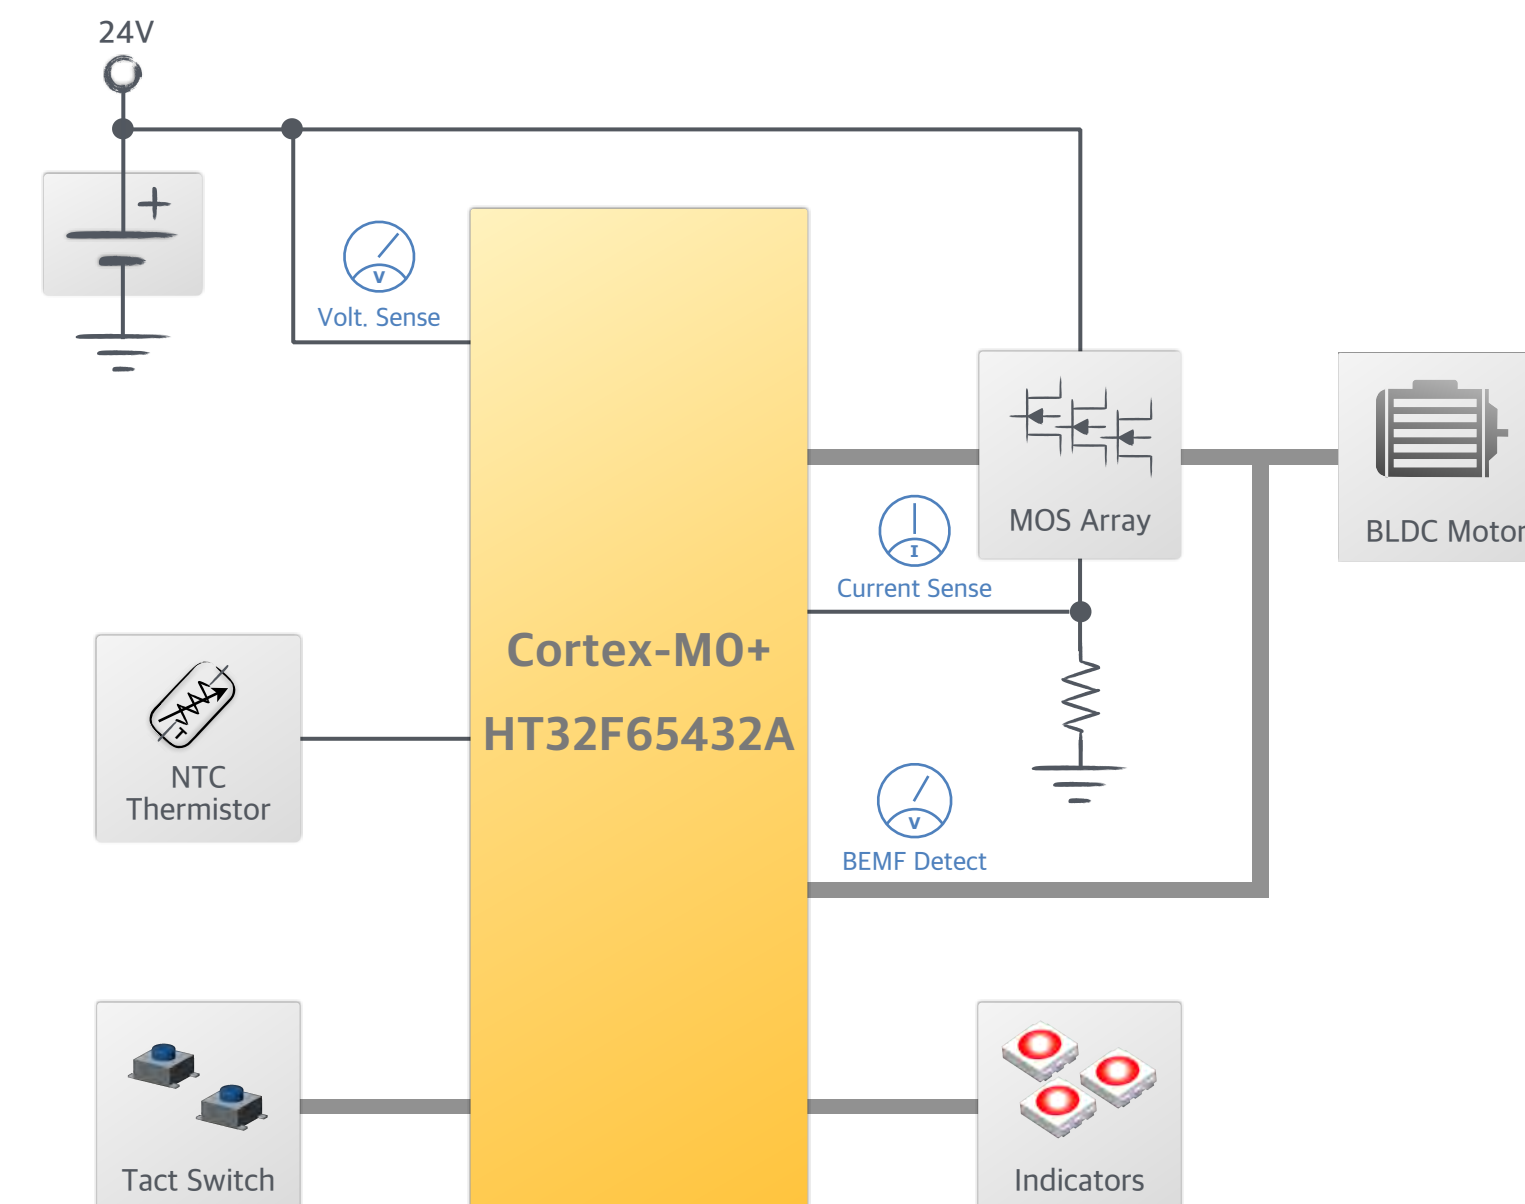 24V
+
V
Volt. Sense
MOS Array
BLDC Motor
I
Current Sense
Cortex-M0+
HT32F65432A
T
NTC
Thermistor
V
BEMF Detect
Tact Switch
Indicators